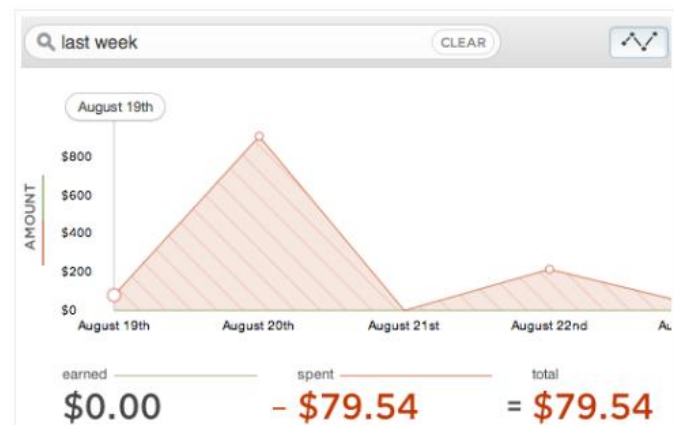 last week CLEAR
August 19th
$800
$600
$400
$200
$0
AMOUNT
August 19th August 20th August 21st August 22nd
earned spent total
$0.00 – $79.54 = $79.54